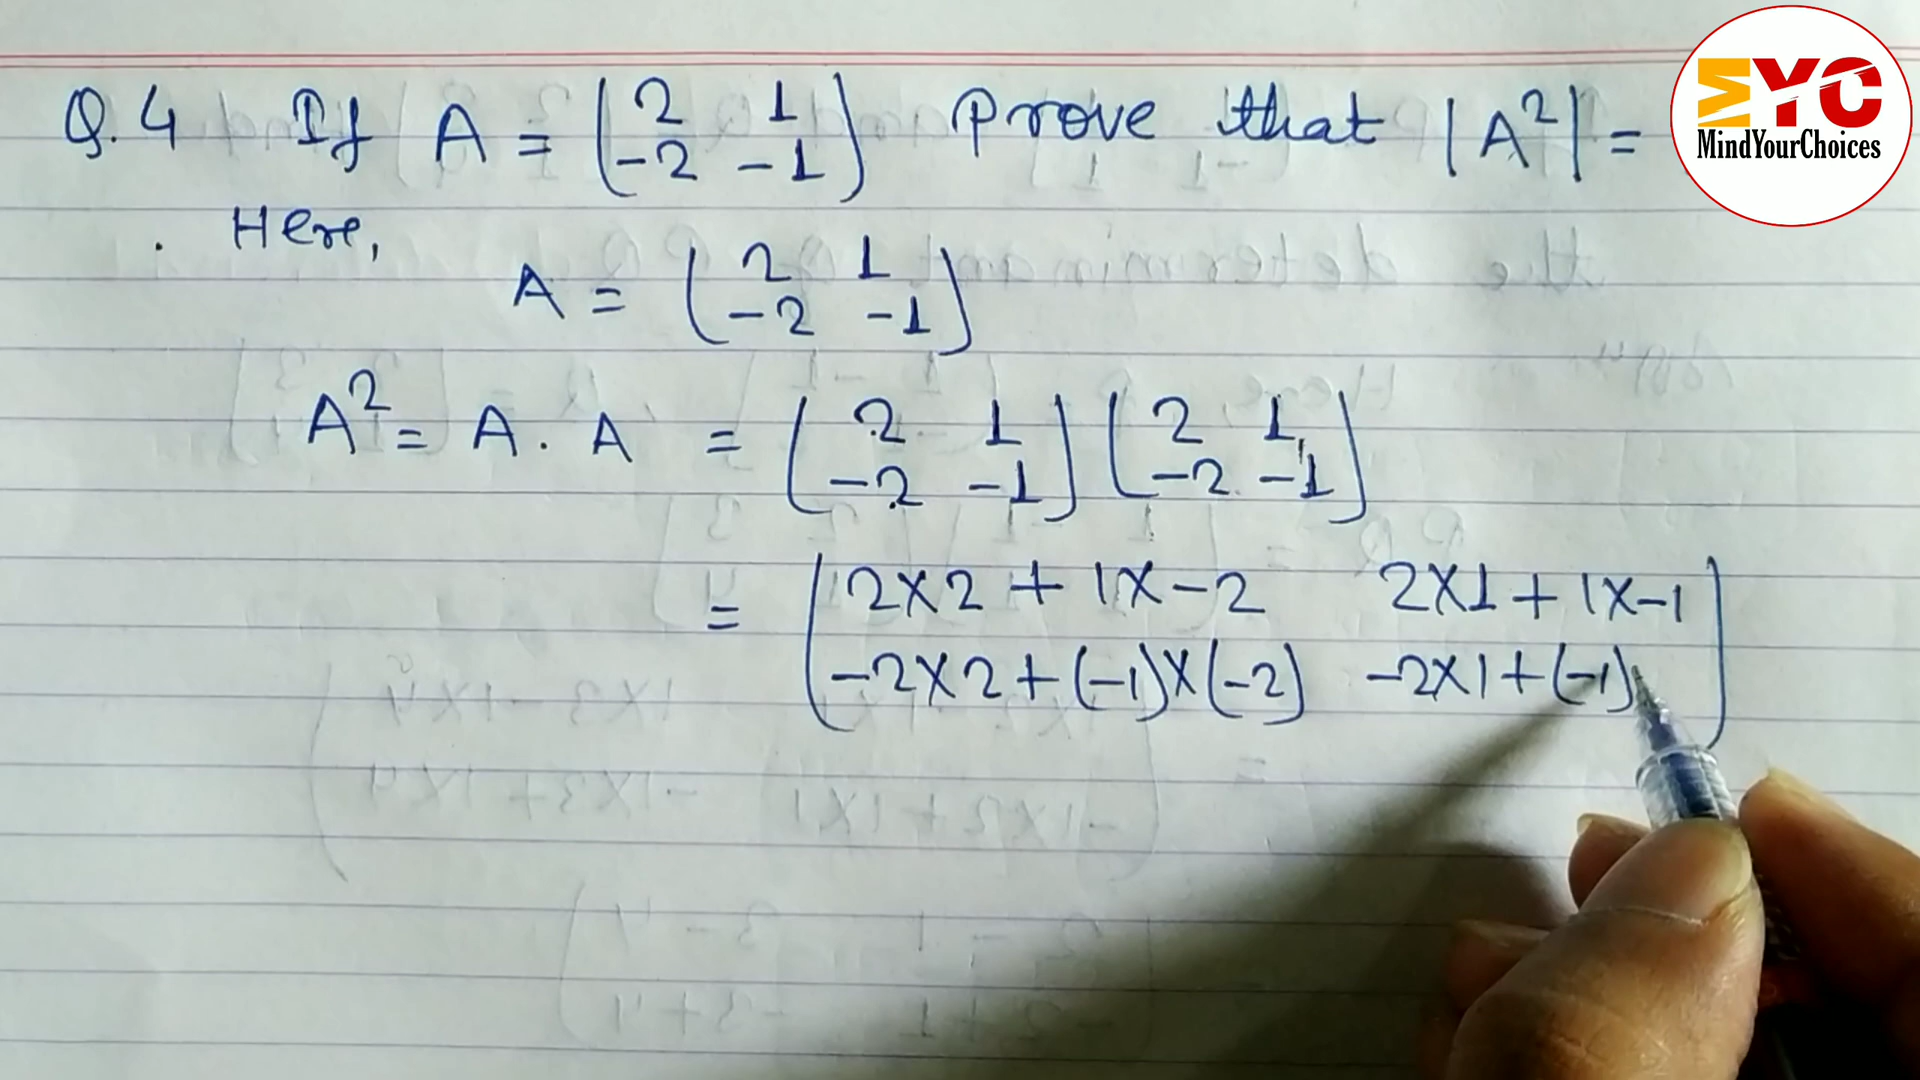 Q.4 If A = (2 1 -2 -1) Prove that |A²| =
MYC
MindYourChoices
Here,
A = (2 1 -2 -1)
A² = A . A = (2 1 -2 -1) (2 1 -2 -1)
= (2×2 + 1×-2 2×1 + 1×-1
-2×2 + (-1)×(-2) -2×1 + (-1))